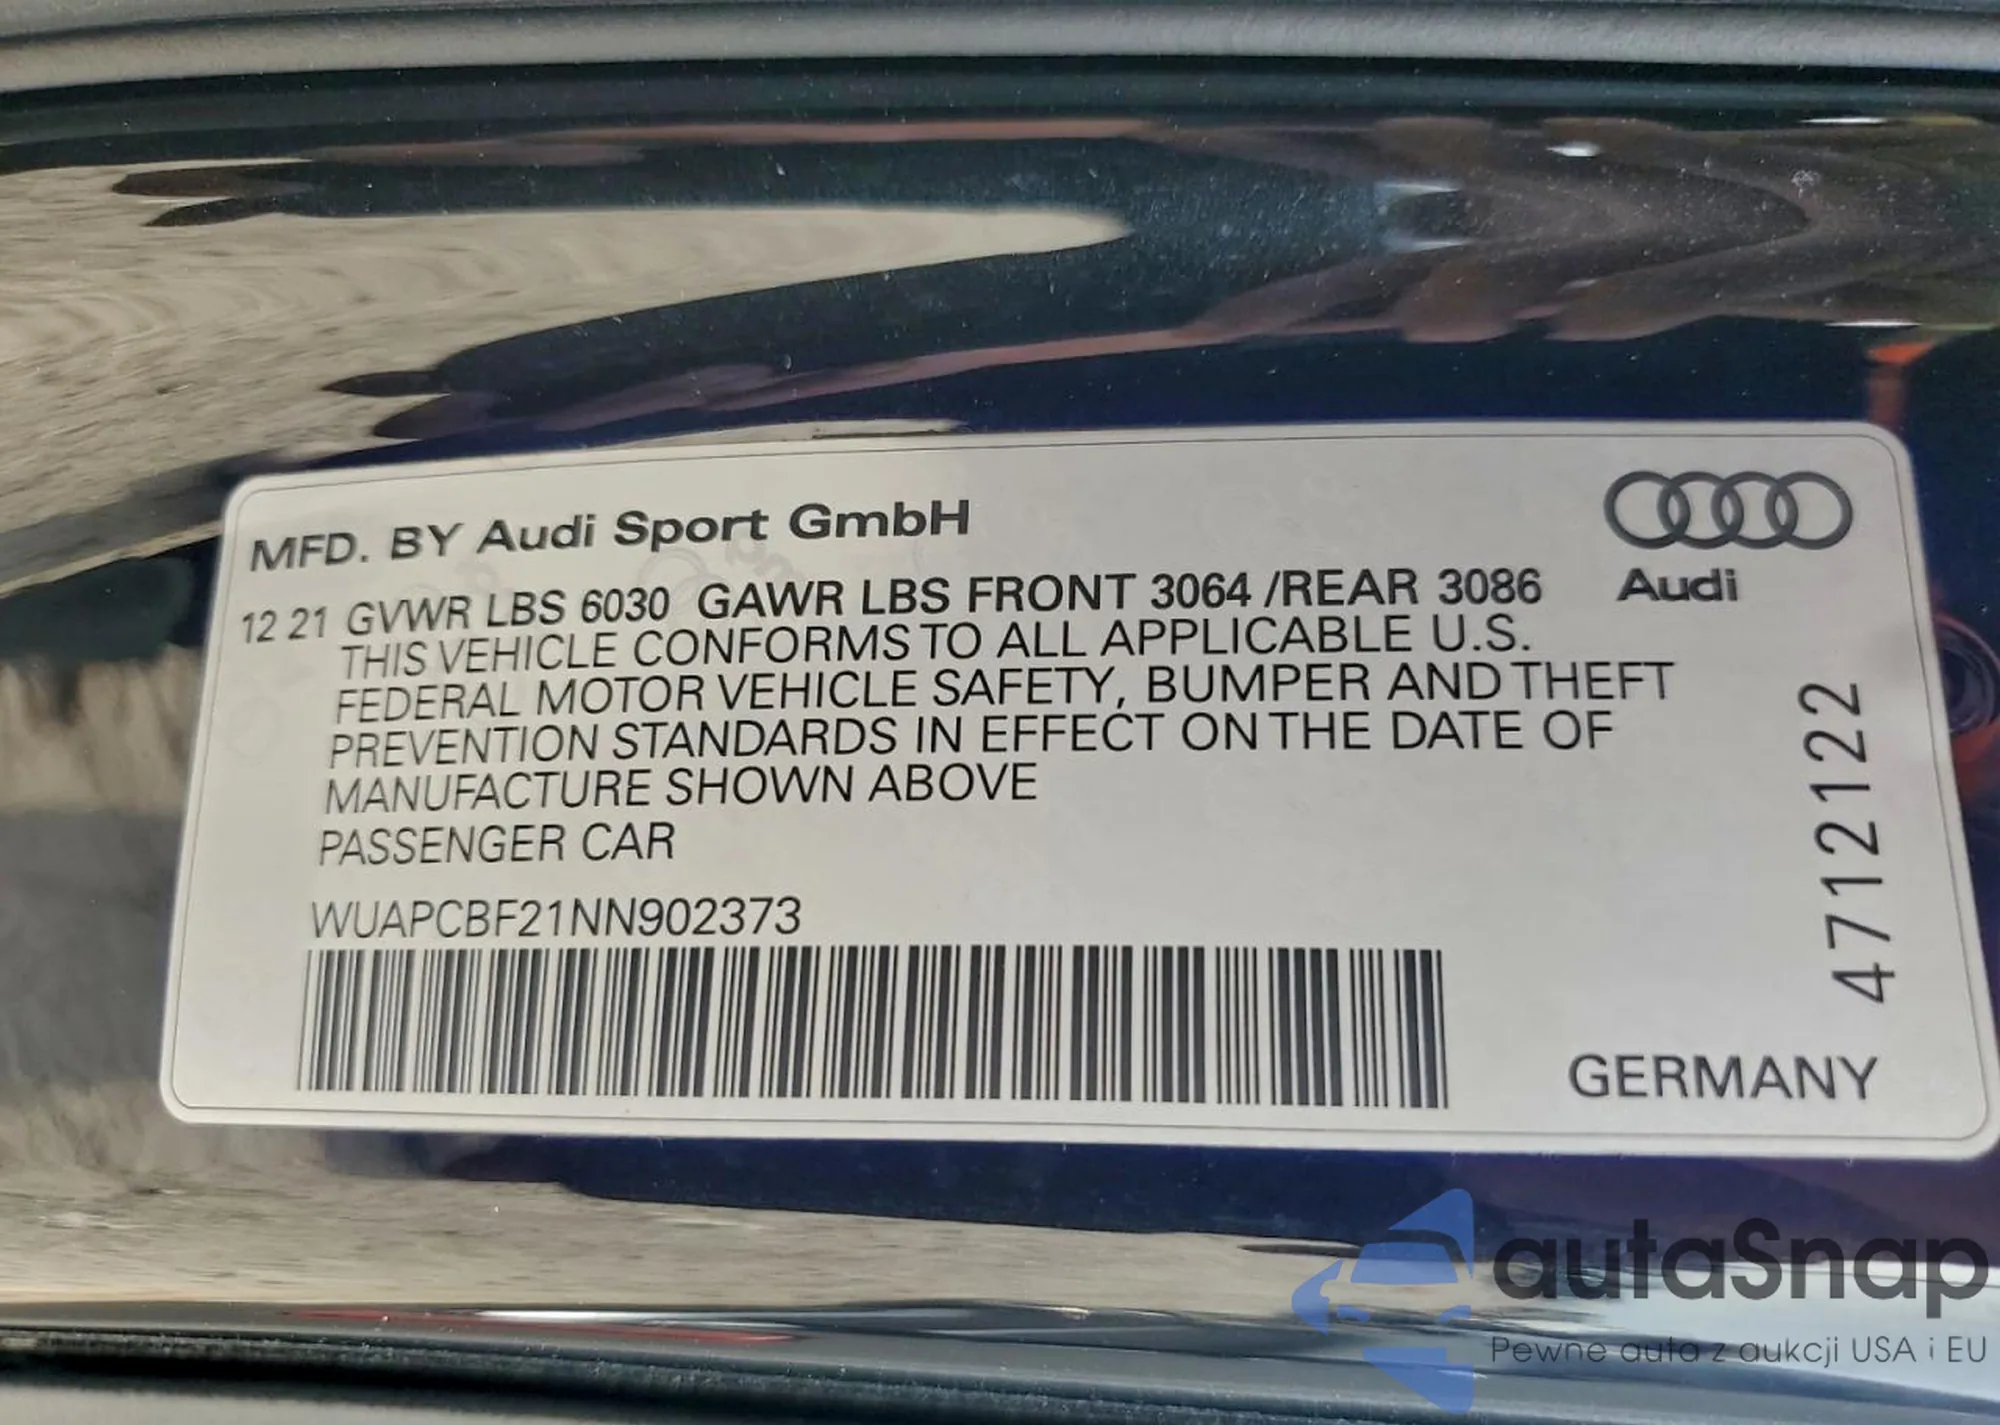 MFD. BY Audi Sport GmbH
Audi
12 21 GVWR LBS 6030 GAWR LBS FRONT 3064 /REAR 3086
THIS VEHICLE CONFORMS TO ALL APPLICABLE U.S.
FEDERAL MOTOR VEHICLE SAFETY, BUMPER AND THEFT
PREVENTION STANDARDS IN EFFECT ON THE DATE OF
MANUFACTURE SHOWN ABOVE
PASSENGER CAR
WUAPCBF21NN902373
4712122
GERMANY
autaSnap
Pewne auta z aukcji USA i EU